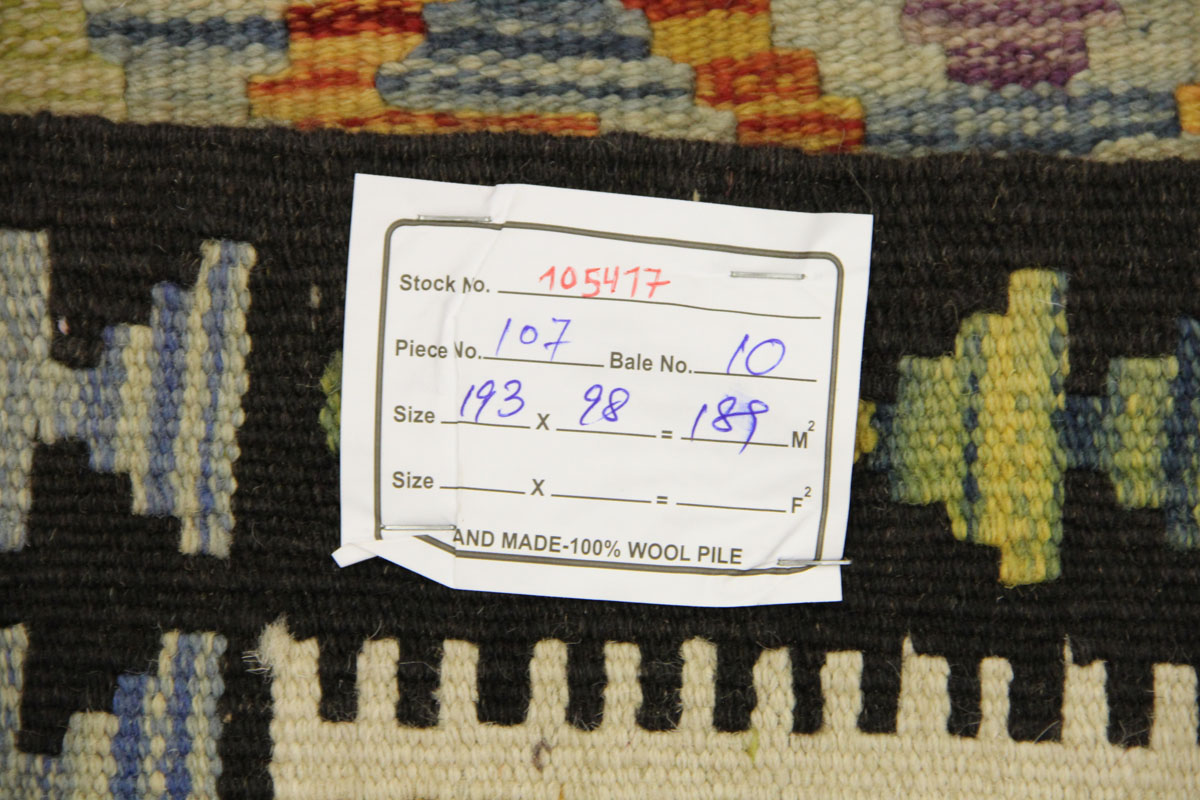 Stock No. 105417
Piece No. 107 Bale No. 10
Size 193 X 98 = 189 M²
Size X = F²
AND MADE-100% WOOL PILE